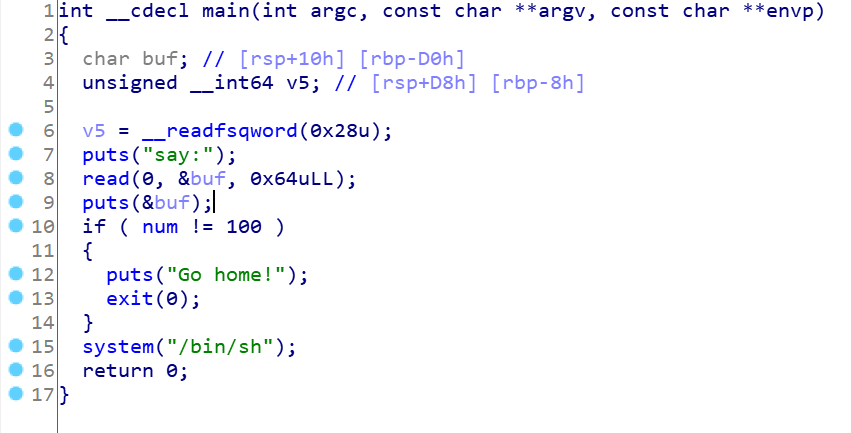 1 int __cdecl main(int argc, const char **argv, const char **envp)
2 {
3   char buf; // [rsp+10h] [rbp-D0h]
4   unsigned __int64 v5; // [rsp+D8h] [rbp-8h]
5
6   v5 = __readfsqword(0x28u);
7   puts("say:");
8   read(0, &buf, 0x64uLL);
9   puts(&buf);
10   if ( num != 100 )
11   {
12     puts("Go home!");
13     exit(0);
14   }
15   system("/bin/sh");
16   return 0;
17 }